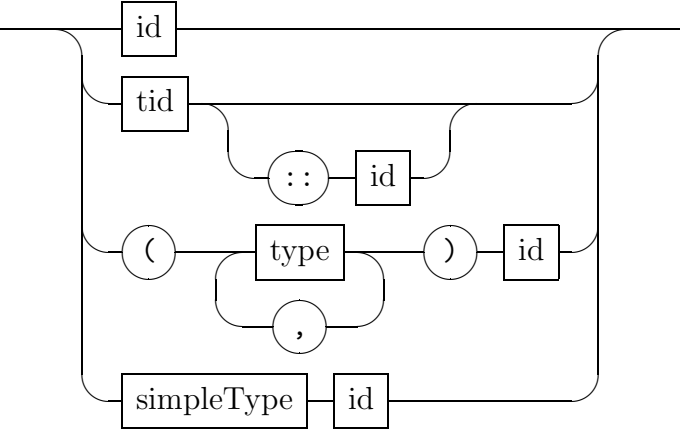 id
tid
:: id
( type ) id
,
simpleType id